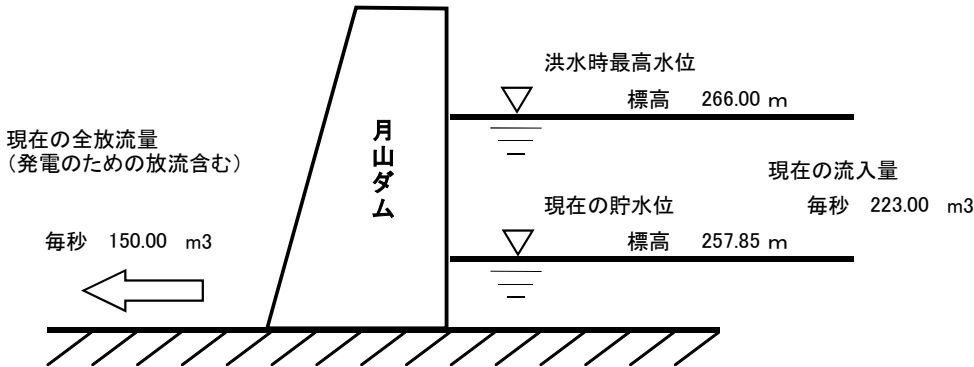 洪水時最高水位
標高 266.00 m
現在の全放流量
(発電のための放流含む)
月山ダム
現在の流入量
毎秒 223.00 m3
現在の貯水位
標高 257.85 m
毎秒 150.00 m3